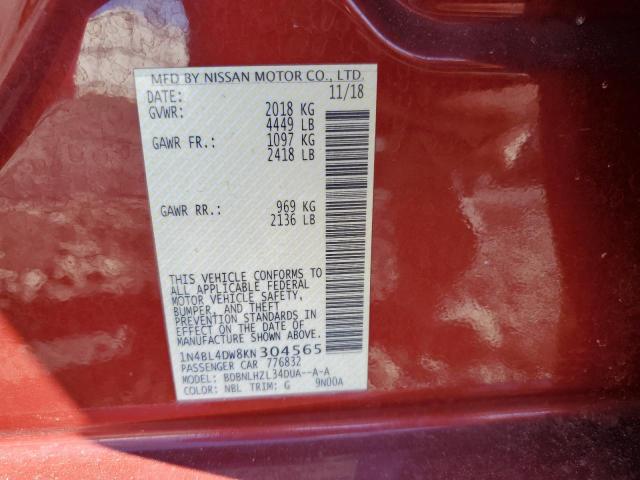 MFD BY NISSAN MOTOR CO., LTD.
DATE: 11/18
GVWR: 2018 KG
4449 LB
GAWR FR.: 1097 KG
2418 LB
GAWR RR.: 969 KG
2136 LB
THIS VEHICLE CONFORMS TO
ALL APPLICABLE FEDERAL
MOTOR VEHICLE SAFETY,
BUMPER, AND THEFT
PREVENTION STANDARDS IN
EFFECT ON THE DATE OF
MANUFACTURE SHOWN ABOVE.
1N4BL4DW8KN304565
PASSENGER CAR 776832
MODEL: BDBNLHZL34DUA--A-A
COLOR: NBL TRIM: G 9N00A